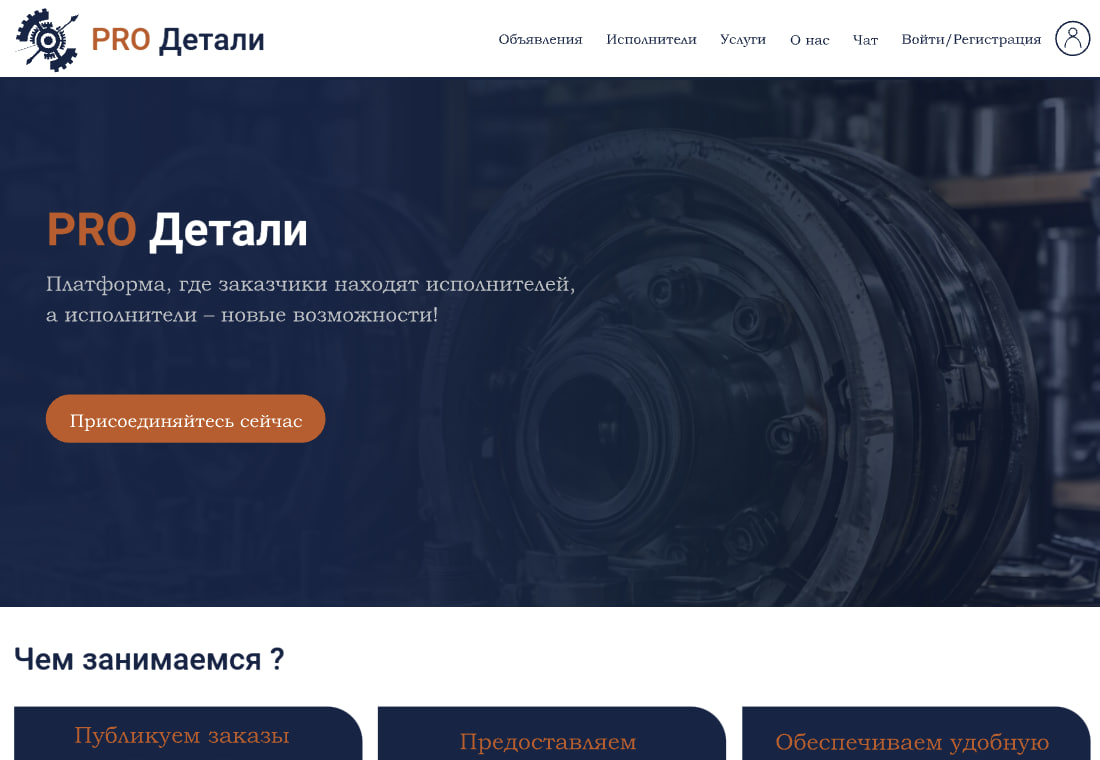 PRO Детали
Объявления Исполнители Услуги О нас Чат Войти/Регистрация
PRO Детали
Платформа, где заказчики находят исполнителей,
а исполнители – новые возможности!
Присоединяйтесь сейчас
Чем занимаемся ?
Публикуем заказы
Предоставляем
Обеспечиваем удобную